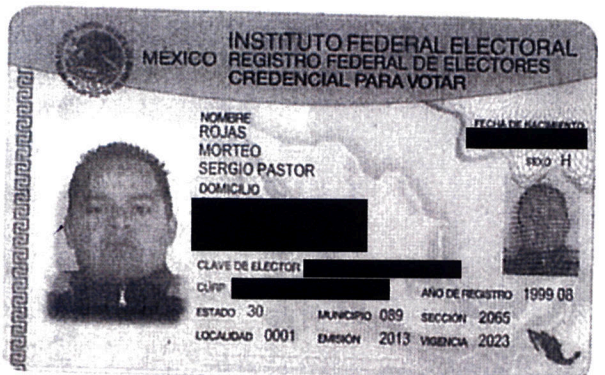 MÉXICO
INSTITUTO FEDERAL ELECTORAL
REGISTRO FEDERAL DE ELECTORES
CREDENCIAL PARA VOTAR
NOMBRE
ROJAS
MORTEO
SERGIO PASTOR
FECHA DE NACIMIENTO
SEXO H
DOMICILIO
CLAVE DE ELECTOR
CURP
AÑO DE REGISTRO 1999 08
ESTADO 30 MUNICIPIO 089 SECCIÓN 2065
LOCALIDAD 0001 EMISIÓN 2013 VIGENCIA 2023